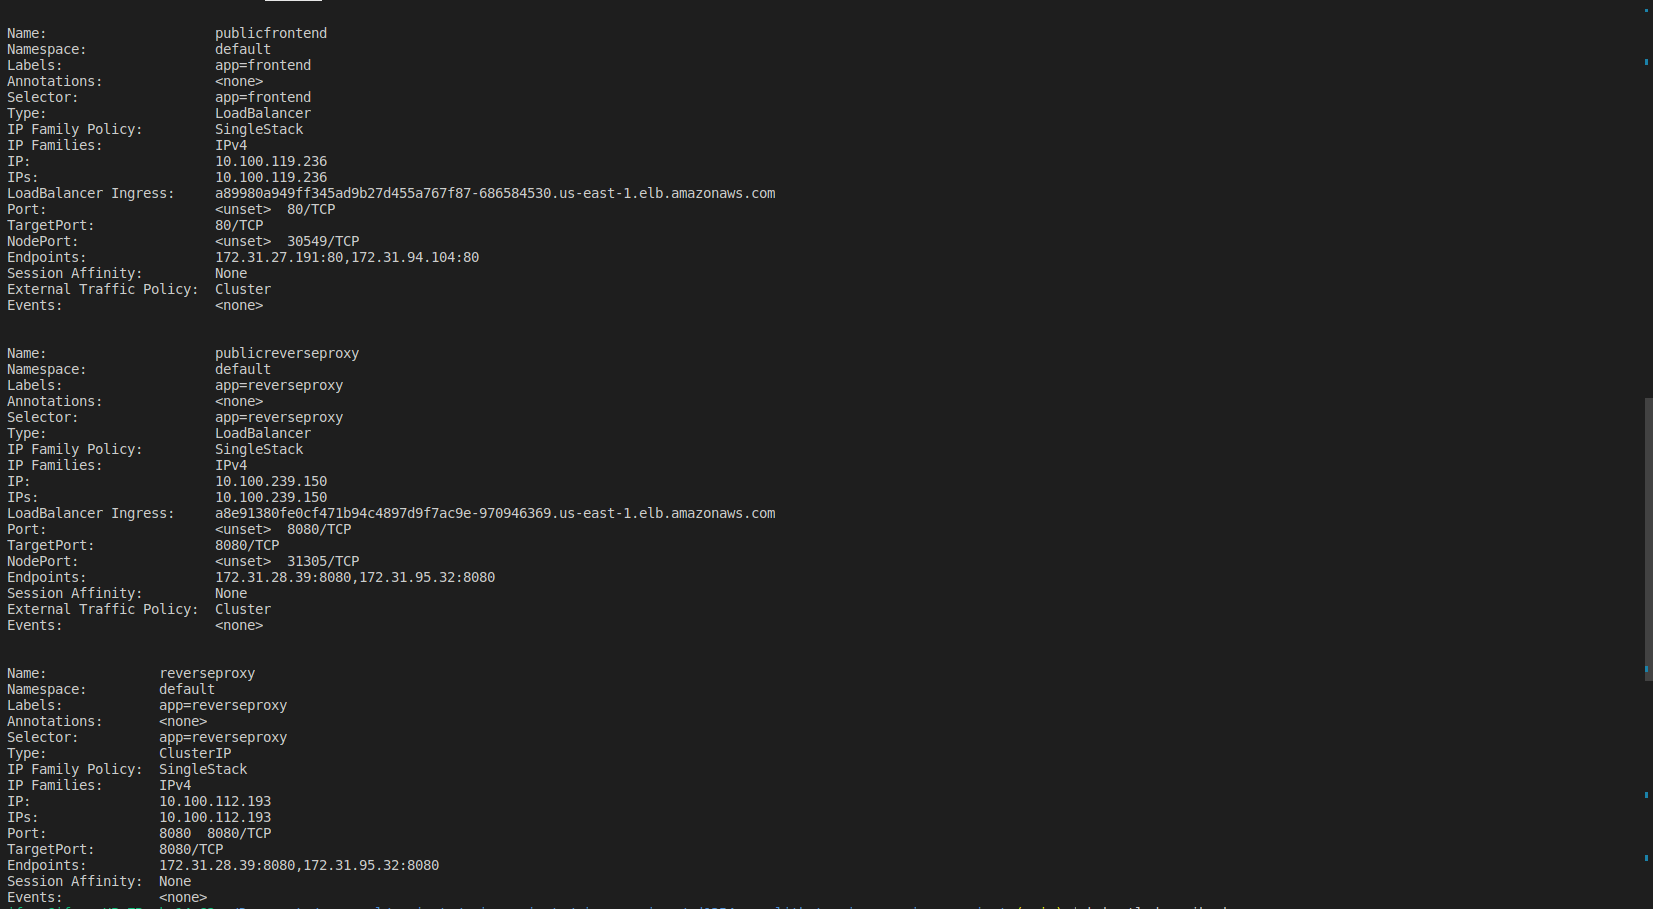 Name: publicfrontend
Namespace: default
Labels: app=frontend
Annotations: <none>
Selector: app=frontend
Type: LoadBalancer
IP Family Policy: SingleStack
IP Families: IPv4
IP: 10.100.119.236
IPs: 10.100.119.236
LoadBalancer Ingress: a89980a949ff345ad9b27d455a767f87-686584530.us-east-1.elb.amazonaws.com
Port: <unset> 80/TCP
TargetPort: 80/TCP
NodePort: <unset> 30549/TCP
Endpoints: 172.31.27.191:80,172.31.94.104:80
Session Affinity: None
External Traffic Policy: Cluster
Events: <none>
Name: publicreverseproxy
Namespace: default
Labels: app=reverseproxy
Annotations: <none>
Selector: app=reverseproxy
Type: LoadBalancer
IP Family Policy: SingleStack
IP Families: IPv4
IP: 10.100.239.150
IPs: 10.100.239.150
LoadBalancer Ingress: a8e91380fe0cf471b94c4897d9f7ac9e-970946369.us-east-1.elb.amazonaws.com
Port: <unset> 8080/TCP
TargetPort: 8080/TCP
NodePort: <unset> 31305/TCP
Endpoints: 172.31.28.39:8080,172.31.95.32:8080
Session Affinity: None
External Traffic Policy: Cluster
Events: <none>
Name: reverseproxy
Namespace: default
Labels: app=reverseproxy
Annotations: <none>
Selector: app=reverseproxy
Type: ClusterIP
IP Family Policy: SingleStack
IP Families: IPv4
IP: 10.100.112.193
IPs: 10.100.112.193
Port: 8080 8080/TCP
TargetPort: 8080/TCP
Endpoints: 172.31.28.39:8080,172.31.95.32:8080
Session Affinity: None
Events: <none>